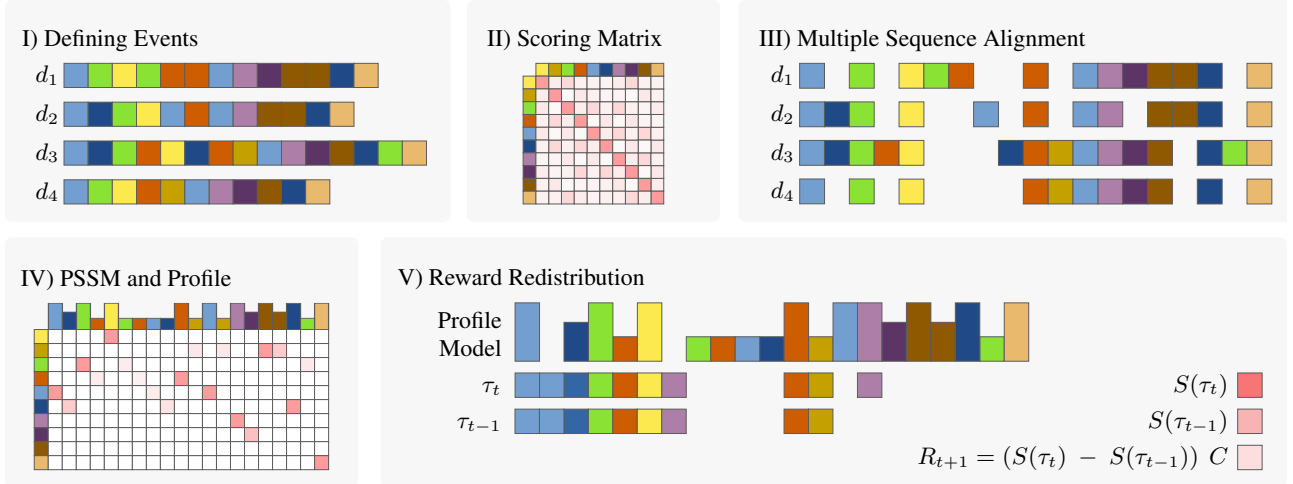 I) Defining Events
d₁
d₂
d₃
d₄
II) Scoring Matrix
III) Multiple Sequence Alignment
d₁
d₂
d₃
d₄
IV) PSSM and Profile
V) Reward Redistribution
Profile
Model
τₜ
τₜ₋₁
S(τₜ)
S(τₜ₋₁)
Rₜ₊₁ = (S(τₜ) − S(τₜ₋₁)) C